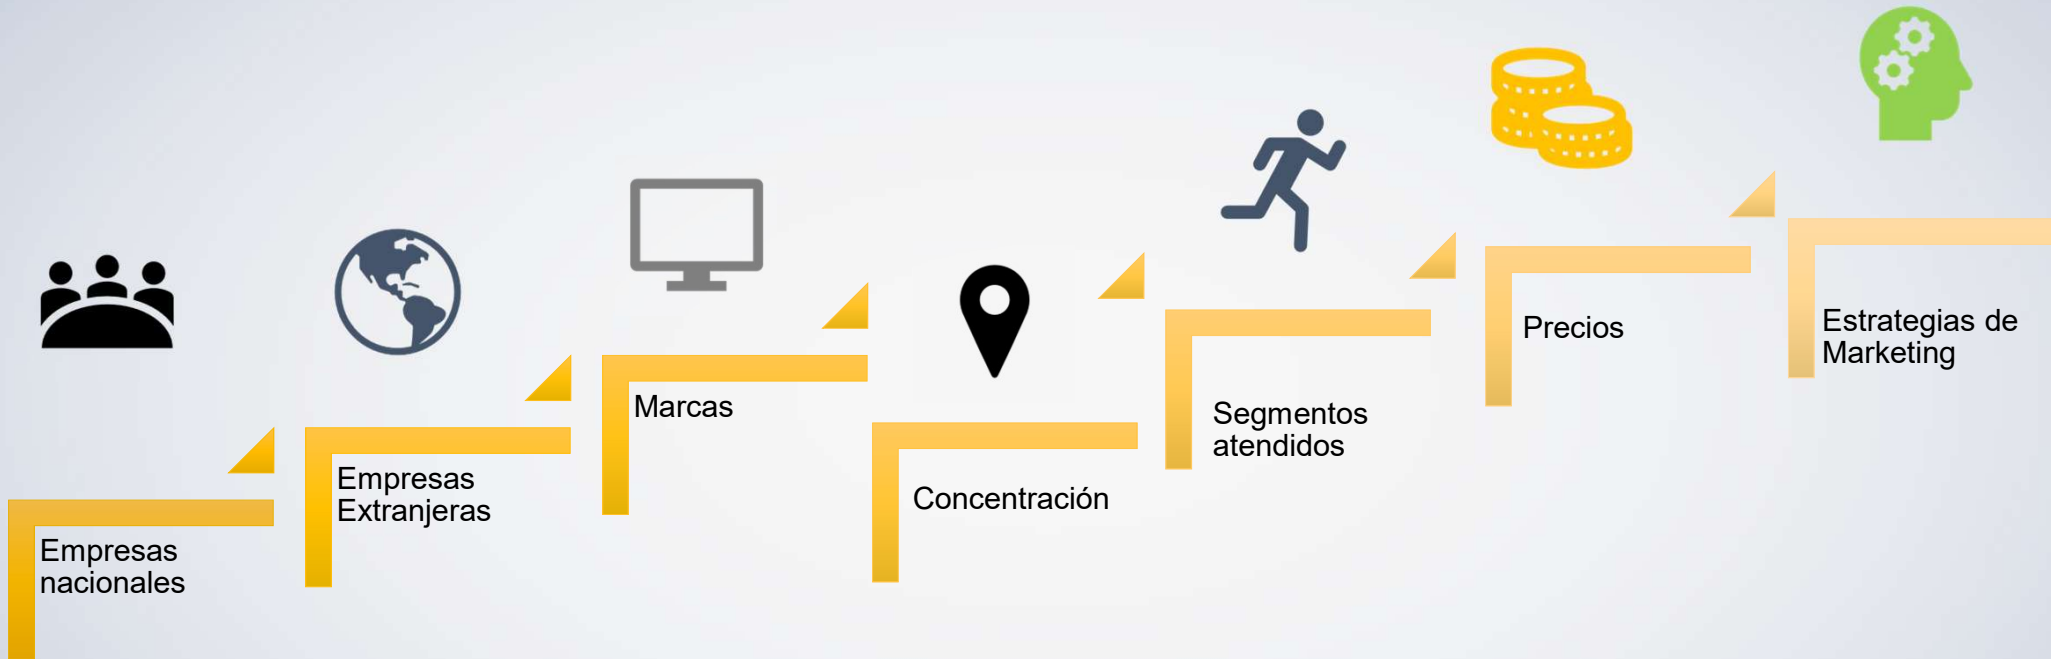 Empresas
nacionales
Empresas
Extranjeras
Marcas
Concentración
Segmentos
atendidos
Precios
Estrategias de
Marketing